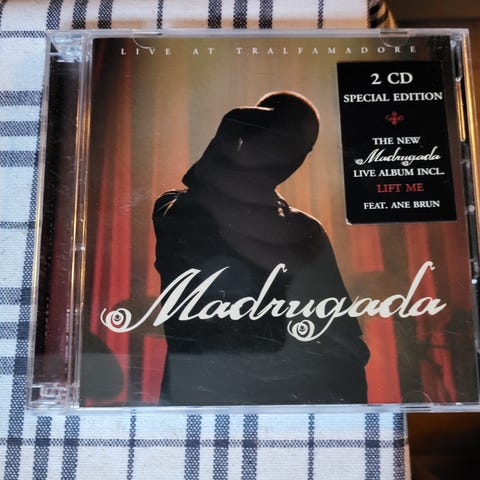 LIVE AT TRALFAMADORE
2 CD
SPECIAL EDITION
THE NEW
Madrugada
LIVE ALBUM INCL.
LIFT ME
FEAT. ANE BRUN
Madrugada